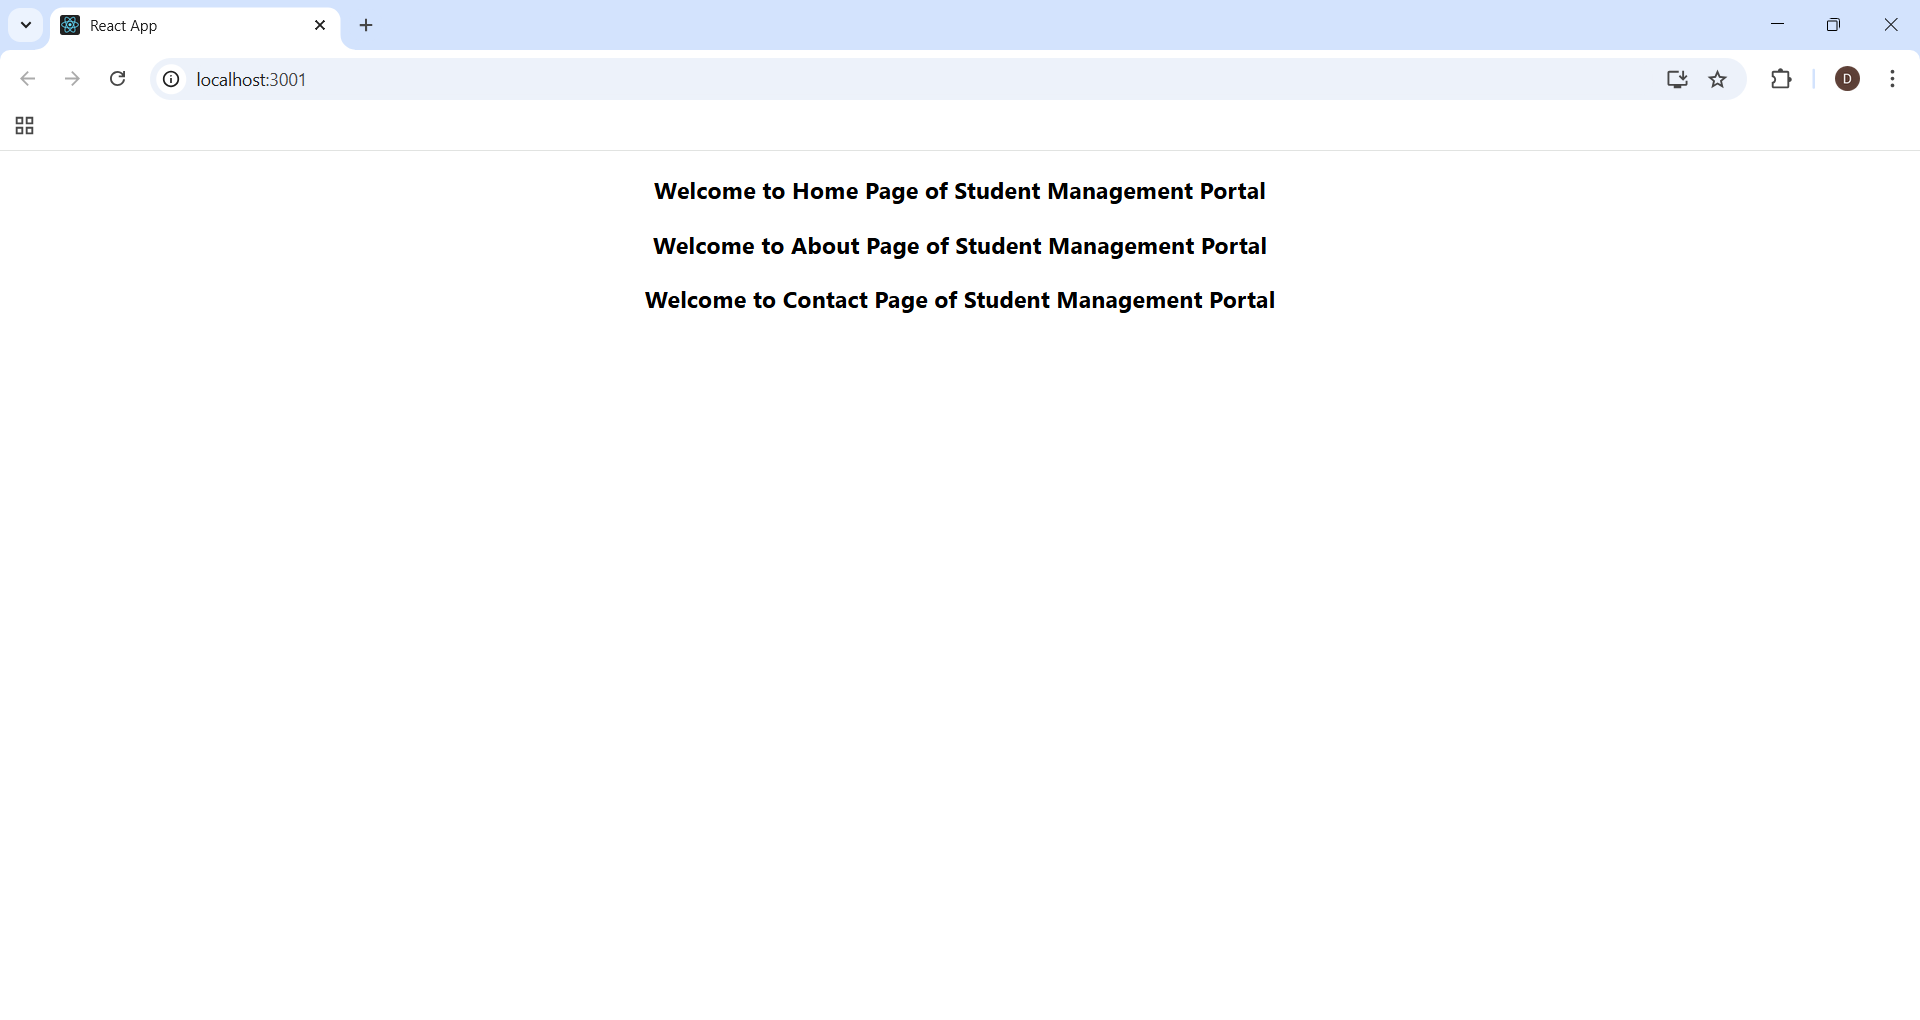 React App
localhost:3001
D
Welcome to Home Page of Student Management Portal
Welcome to About Page of Student Management Portal
Welcome to Contact Page of Student Management Portal